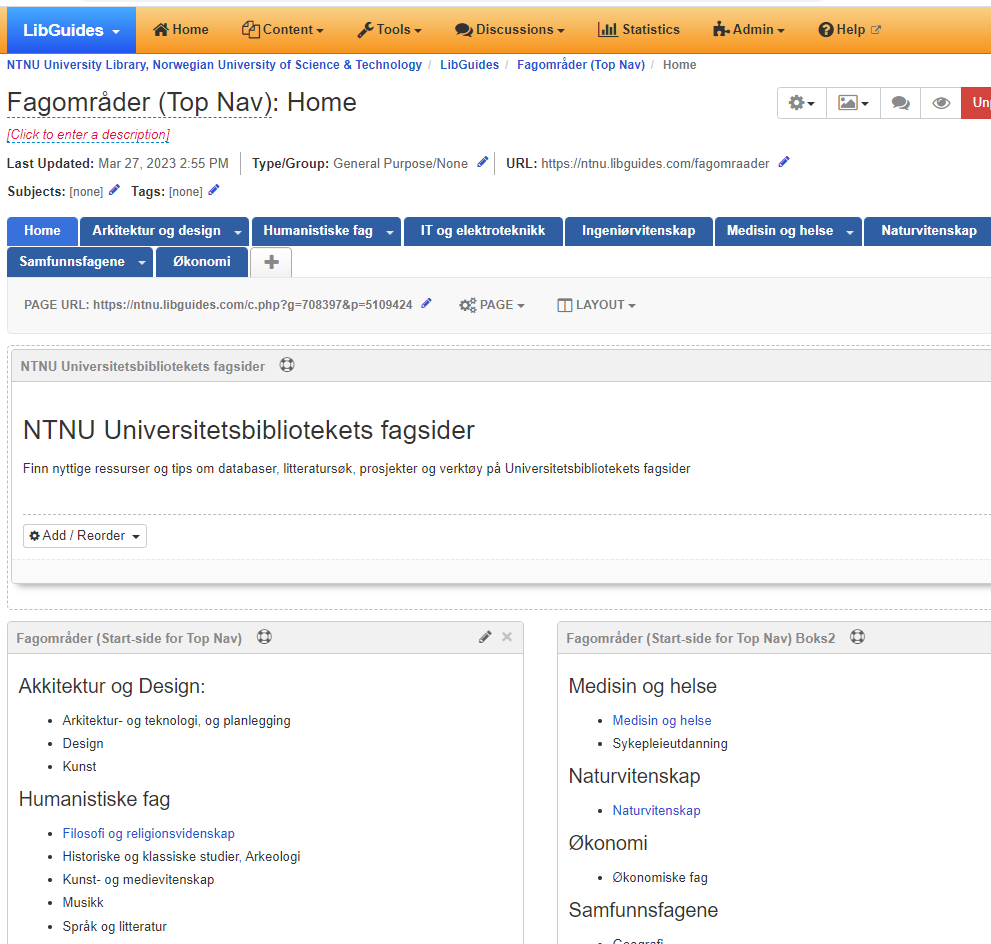 LibGuides Home Content Tools Discussions Statistics Admin Help
NTNU University Library, Norwegian University of Science & Technology / LibGuides / Fagområder (Top Nav) / Home
Fagområder (Top Nav): Home
[Click to enter a description]
Last Updated: Mar 27, 2023 2:55 PM Type/Group: General Purpose/None URL: https://ntnu.libguides.com/fagomraader
Subjects: [none] Tags: [none]
Home Arkitektur og design Humanistiske fag IT og elektroteknikk Ingeniørvitenskap Medisin og helse Naturvitenskap
Samfunnsfagene Økonomi
PAGE URL: https://ntnu.libguides.com/c.php?g=708397&p=5109424 PAGE LAYOUT
NTNU Universitetsbibliotekets fagsider
NTNU Universitetsbibliotekets fagsider
Finn nyttige ressurser og tips om databaser, litteratursøk, prosjekter og verktøy på Universitetsbibliotekets fagsider
Add / Reorder
Fagområder (Start-side for Top Nav)
Akkitektur og Design:
Arkitektur- og teknologi, og planlegging
Design
Kunst
Humanistiske fag
Filosofi og religionsvidenskap
Historiske og klassiske studier, Arkeologi
Kunst- og medievitenskap
Musikk
Språk og litteratur
Fagområder (Start-side for Top Nav) Boks2
Medisin og helse
Medisin og helse
Sykepleieutdanning
Naturvitenskap
Naturvitenskap
Økonomi
Økonomiske fag
Samfunnsfagene